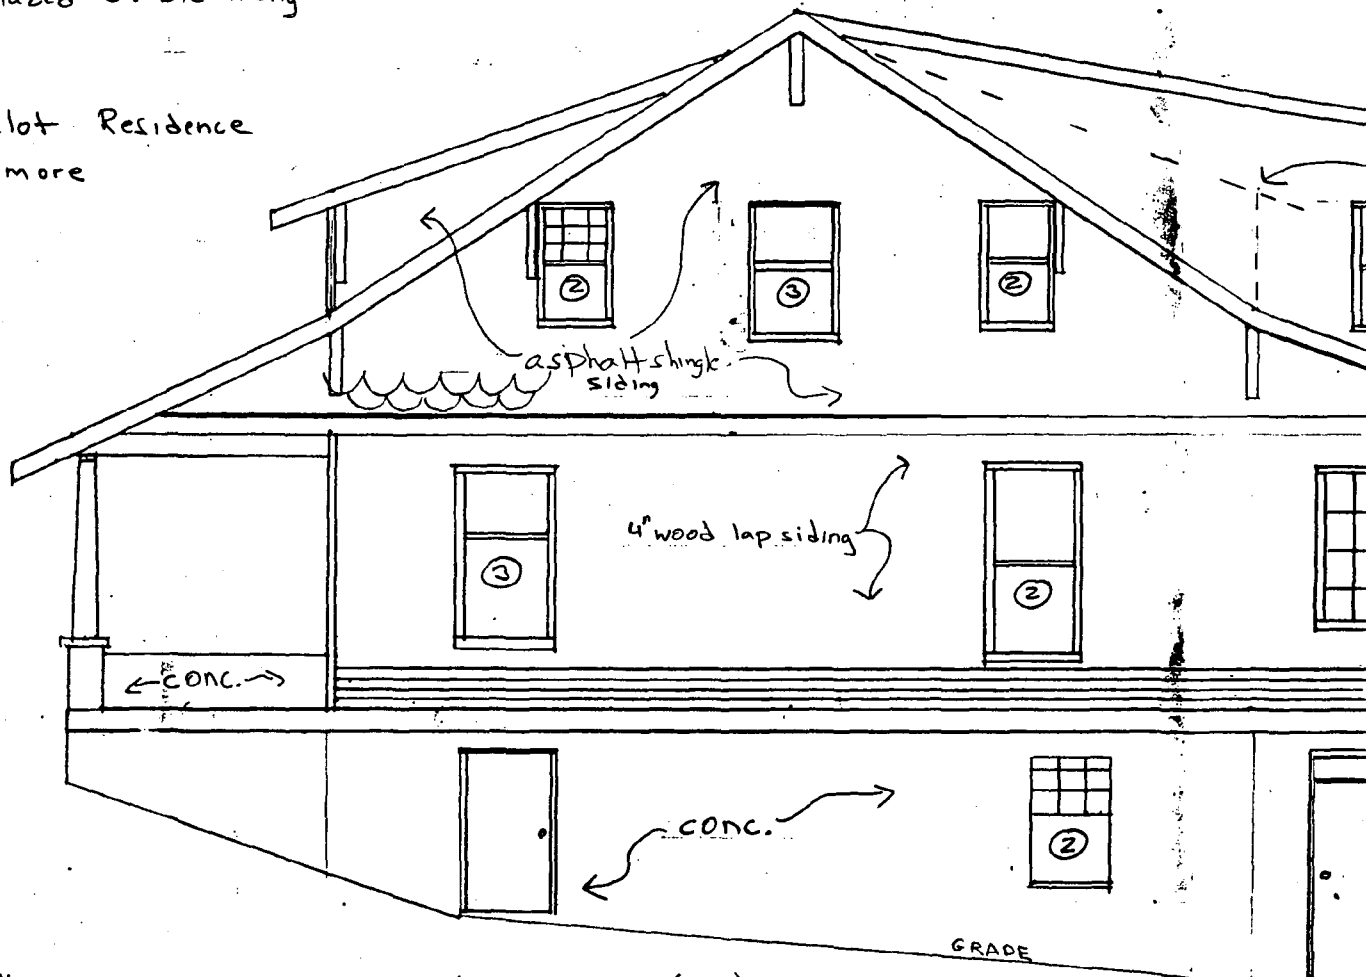 lot Residence
more
2
3
2
asphalt shingle
siding
4" wood lap siding
3
2
conc.
conc.
2
GRADE